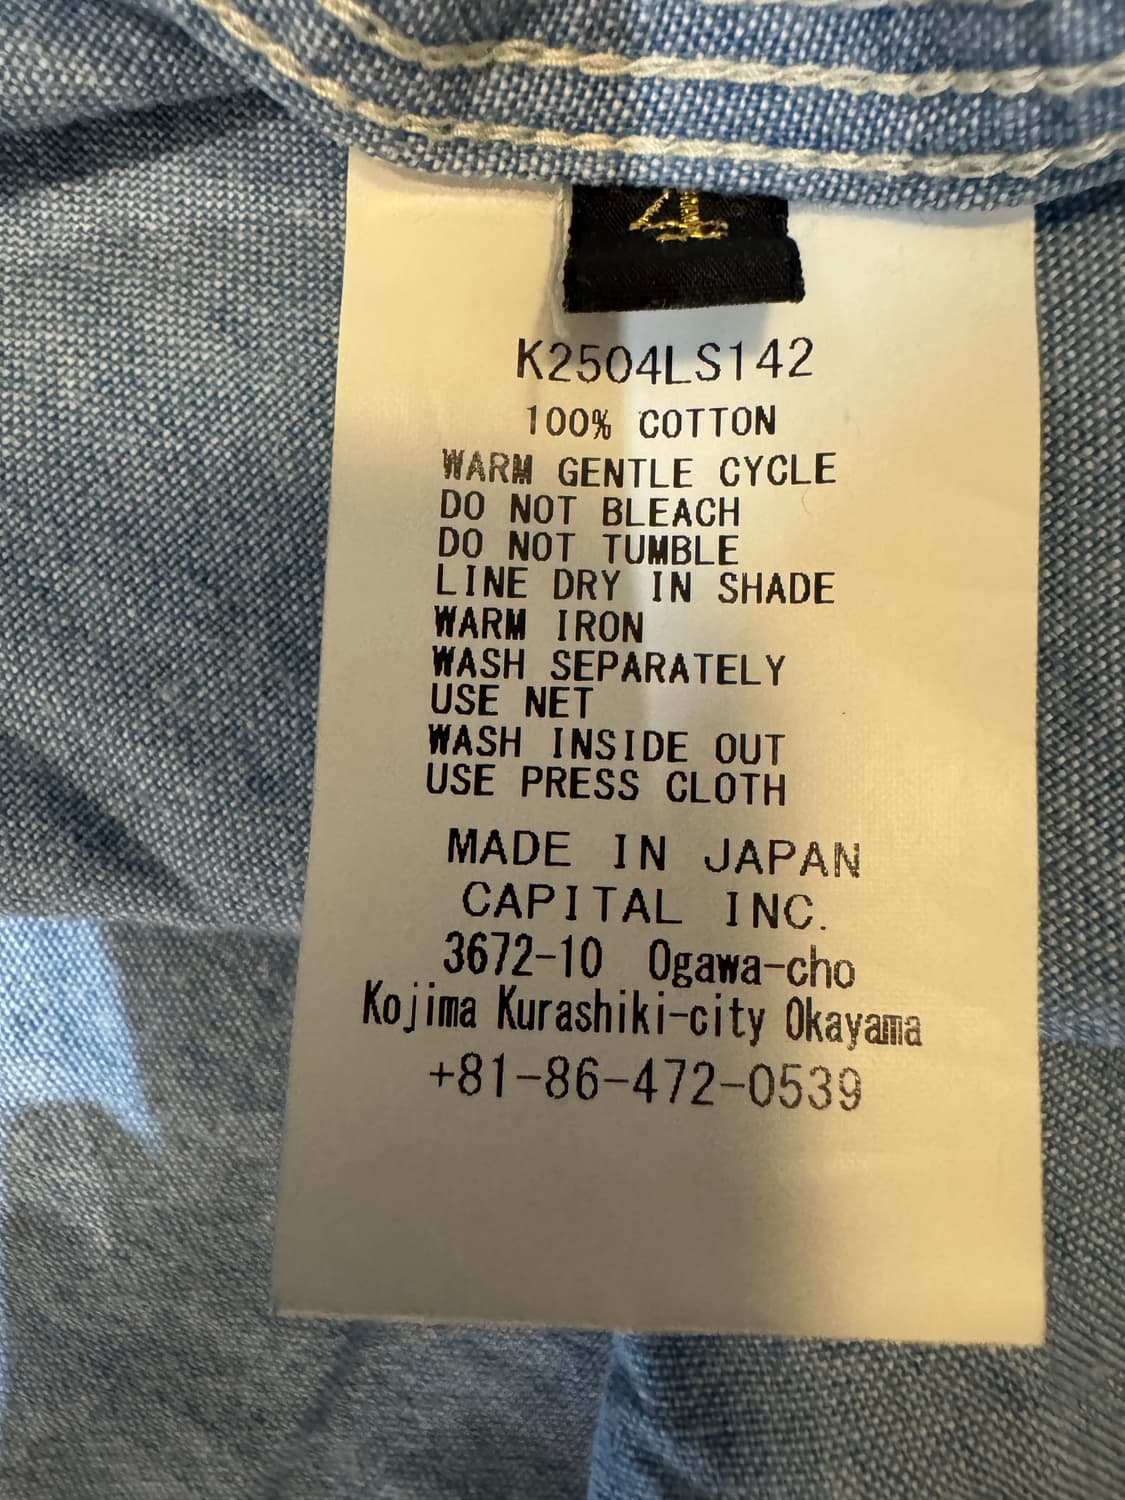 4
K2504LS142
100% COTTON
WARM GENTLE CYCLE
DO NOT BLEACH
DO NOT TUMBLE
LINE DRY IN SHADE
WARM IRON
WASH SEPARATELY
USE NET
WASH INSIDE OUT
USE PRESS CLOTH
MADE IN JAPAN
CAPITAL INC.
3672-10 Ogawa-cho
Kojima Kurashiki-city Okayama
+81-86-472-0539